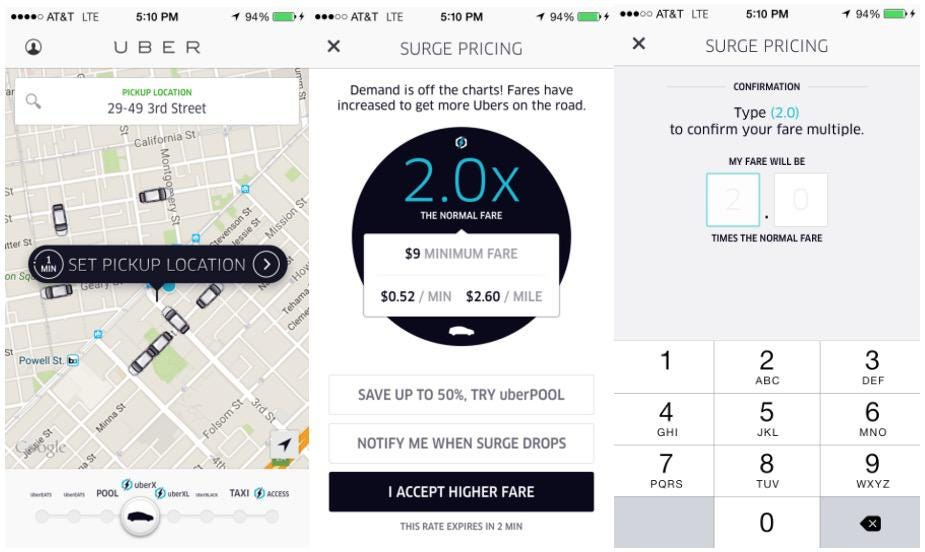 AT&T LTE 5:10 PM 94%
UBER
PICKUP LOCATION
29-49 3rd Street
California St
Montgomery St
Mission St
Stevenson St
Jessie St
1 MIN SET PICKUP LOCATION
Geary St
Tehama
Powell St.
Minna St
Folsom St
3rd St
4th
Jessie St
Google
uberEATS uberEATS POOL uberX uberXL uberBLACK TAXI ACCESS
AT&T LTE 5:10 PM 94%
SURGE PRICING
Demand is off the charts! Fares have
increased to get more Ubers on the road.
2.0x
THE NORMAL FARE
$9 MINIMUM FARE
$0.52 / MIN $2.60 / MILE
SAVE UP TO 50%, TRY uberPOOL
NOTIFY ME WHEN SURGE DROPS
I ACCEPT HIGHER FARE
THIS RATE EXPIRES IN 2 MIN
AT&T LTE 5:10 PM 94%
SURGE PRICING
CONFIRMATION
Type (2.0)
to confirm your fare multiple.
MY FARE WILL BE
2 . 0
TIMES THE NORMAL FARE
1 2 3
ABC DEF
4 5 6
GHI JKL MNO
7 8 9
PQRS TUV WXYZ
0